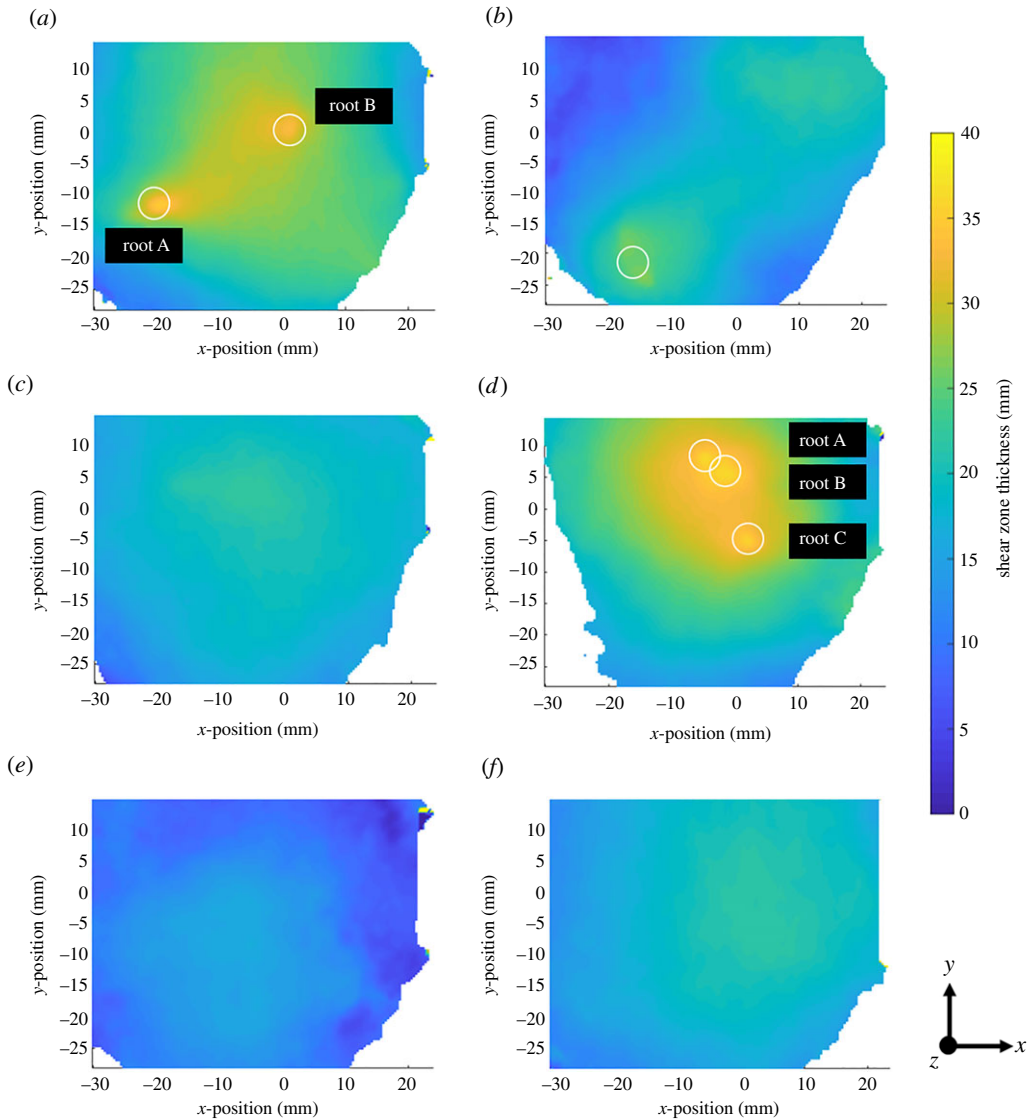 (a)
10
5
0
–5
–10
–15
–20
–25
y-position (mm)
root B
root A
–30 –20 –10 0 10 20
x-position (mm)
(b)
10
5
0
–5
–10
–15
–20
–25
y-position (mm)
–30 –20 –10 0 10 20
x-position (mm)
(c)
10
5
0
–5
–10
–15
–20
–25
y-position (mm)
–30 –20 –10 0 10 20
x-position (mm)
(d)
10
5
0
–5
–10
–15
–20
–25
y-position (mm)
root A
root B
root C
–30 –20 –10 0 10 20
x-position (mm)
(e)
10
5
0
–5
–10
–15
–20
–25
y-position (mm)
–30 –20 –10 0 10 20
x-position (mm)
(f)
10
5
0
–5
–10
–15
–20
–25
y-position (mm)
–30 –20 –10 0 10 20
x-position (mm)
40
35
30
25
20
15
10
5
0
shear zone thickness (mm)
y
z
x